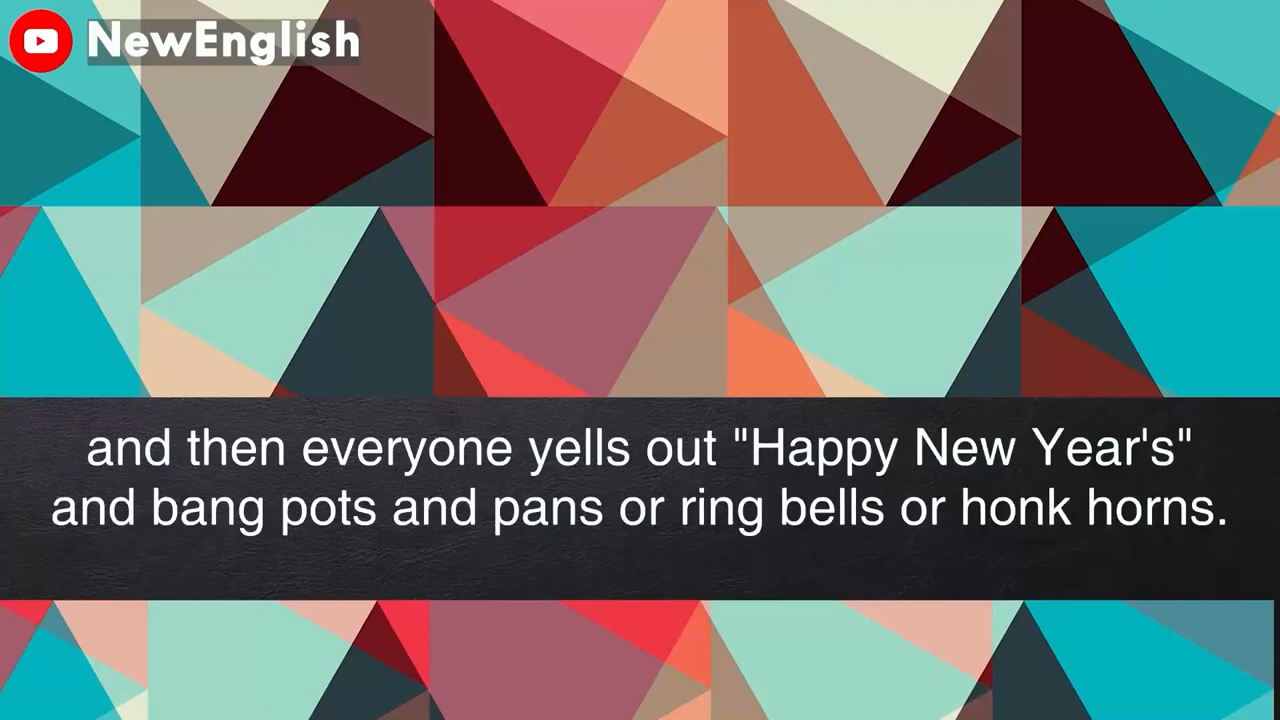 NewEnglish
and then everyone yells out "Happy New Year's"
and bang pots and pans or ring bells or honk horns.